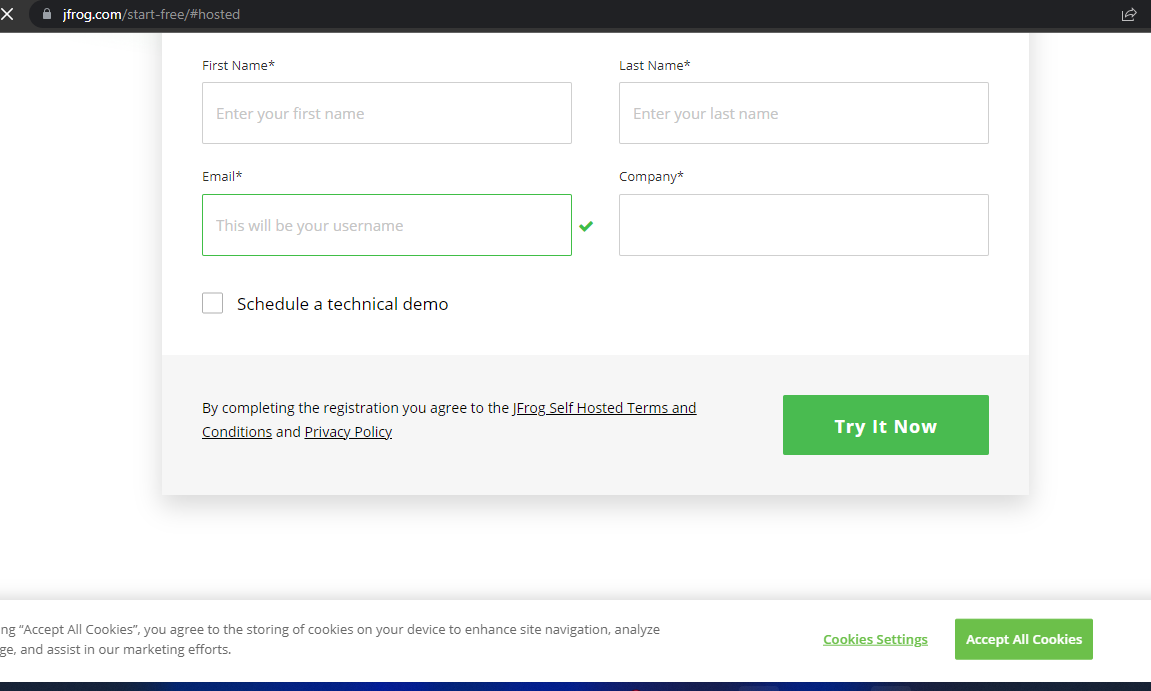 jfrog.com/start-free/#hosted
First Name*
Last Name*
Enter your first name
Enter your last name
Email*
Company*
This will be your username
Schedule a technical demo
By completing the registration you agree to the JFrog Self Hosted Terms and
Conditions and Privacy Policy
Try It Now
ng “Accept All Cookies”, you agree to the storing of cookies on your device to enhance site navigation, analyze
ge, and assist in our marketing efforts.
Cookies Settings
Accept All Cookies